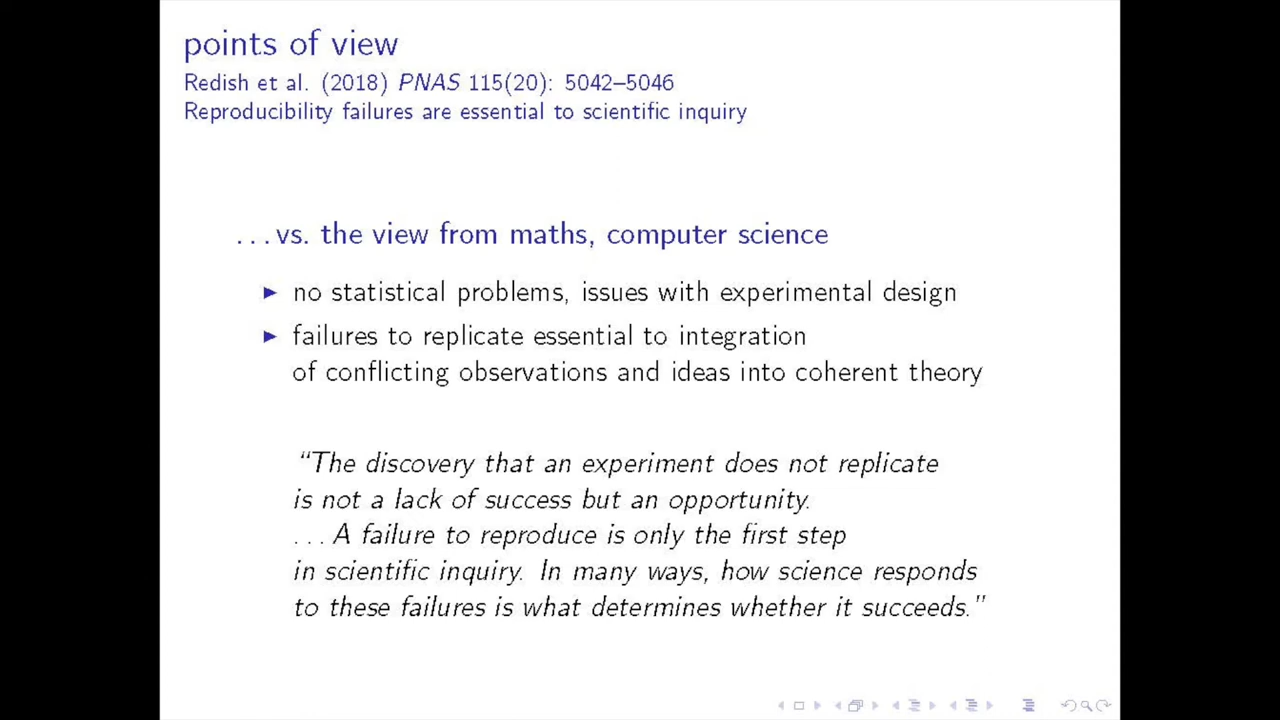 points of view
Redish et al. (2018) PNAS 115(20): 5042–5046
Reproducibility failures are essential to scientific inquiry
. . . vs. the view from maths, computer science
no statistical problems, issues with experimental design
failures to replicate essential to integration
of conflicting observations and ideas into coherent theory
“The discovery that an experiment does not replicate
is not a lack of success but an opportunity.
. . . A failure to reproduce is only the first step
in scientific inquiry. In many ways, how science responds
to these failures is what determines whether it succeeds.”